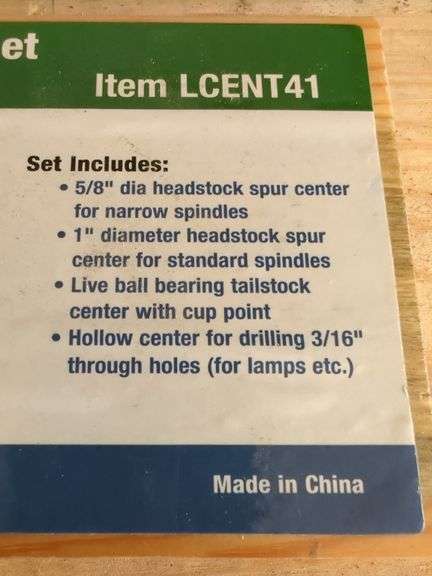 et
Item LCENT41
Set Includes:
• 5/8" dia headstock spur center
for narrow spindles
• 1" diameter headstock spur
center for standard spindles
• Live ball bearing tailstock
center with cup point
• Hollow center for drilling 3/16"
through holes (for lamps etc.)
Made in China